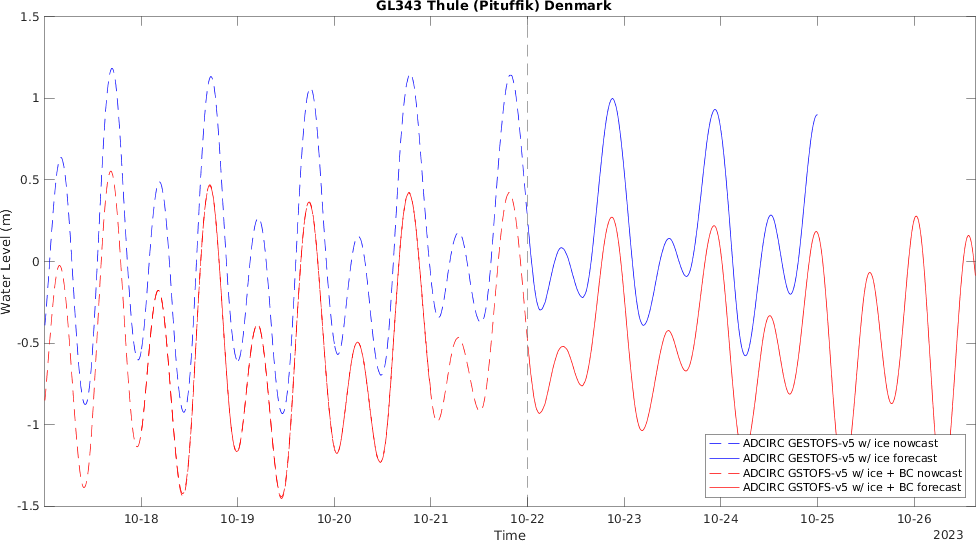 GL343 Thule (Pituffik) Denmark
1.5
1
0.5
0
-0.5
-1
-1.5
Water Level (m)
10-18 10-19 10-20 10-21 10-22 10-23 10-24 10-25 10-26
Time
2023
ADCIRC GESTOFS-v5 w/ ice nowcast
ADCIRC GESTOFS-v5 w/ ice forecast
ADCIRC GSTOFS-v5 w/ ice + BC nowcast
ADCIRC GSTOFS-v5 w/ ice + BC forecast